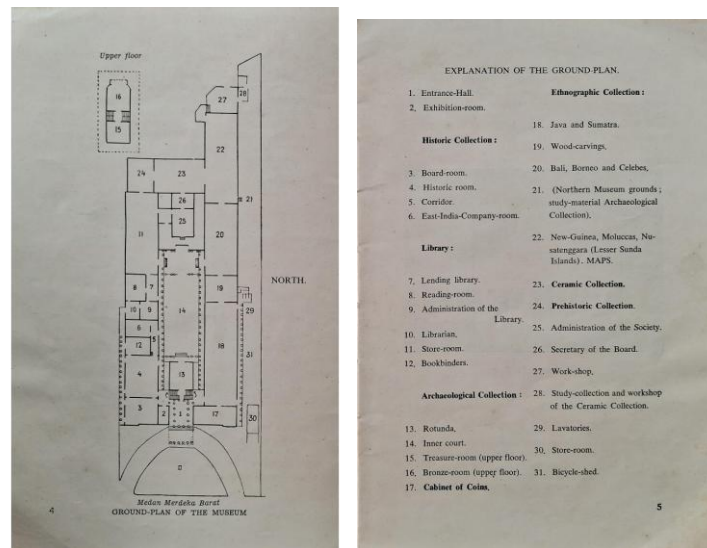 Upper floor
16
15
27
28
22
24
23
21
26
25
11
20
NORTH.
8
7
19
14
10
9
29
6
5
12
18
31
4
13
3
2
1
17
30
Medan Merdeka Barat
4
GROUND-PLAN OF THE MUSEUM
EXPLANATION OF THE GROUND-PLAN.
1. Entrance-Hall.
2, Exhibition-room.
Historic Collection :
3. Board-room.
4. Historic room.
5. Corridor.
6. East-India-Company-room.
Library :
7, Lending library.
8. Reading-room.
9. Administration of the
Library.
10. Librarian,
11. Store-room.
12, Bookbinders.
Archaeological Collection :
13. Rotunda,
14. Inner court.
15. Treasure-room (upper floor).
16, Bronze-room (upper floor).
17. Cabinet of Coins,
Ethnographic Collection :
18. Java and Sumatra.
19. Wood-carvings,
20. Bali, Borneo and Celebes,
21. (Northern Museum grounds ;
study-material Archaeological
Collection).
22. New-Guinea, Moluccas, Nu-
satenggara (Lesser Sunda
Islands). MAPS.
23. Ceramic Collection.
24. Prehistoric Collection.
25. Administration of the Society.
26. Secretary of the Board.
27. Work-shop,
28. Study-collection and workshop
of the Ceramic Collection.
29. Lavatories.
30, Store-room.
31. Bicycle-shed.
5